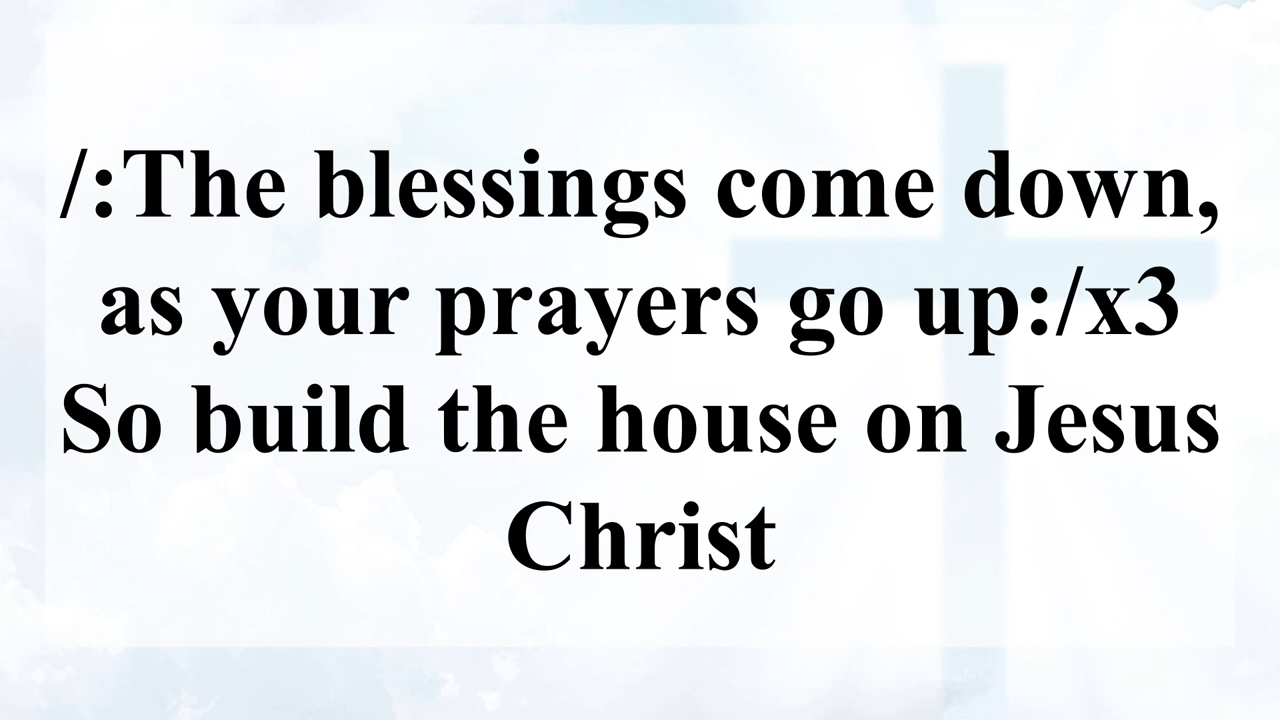 /:The blessings come down,
as your prayers go up:/x3
So build the house on Jesus
Christ